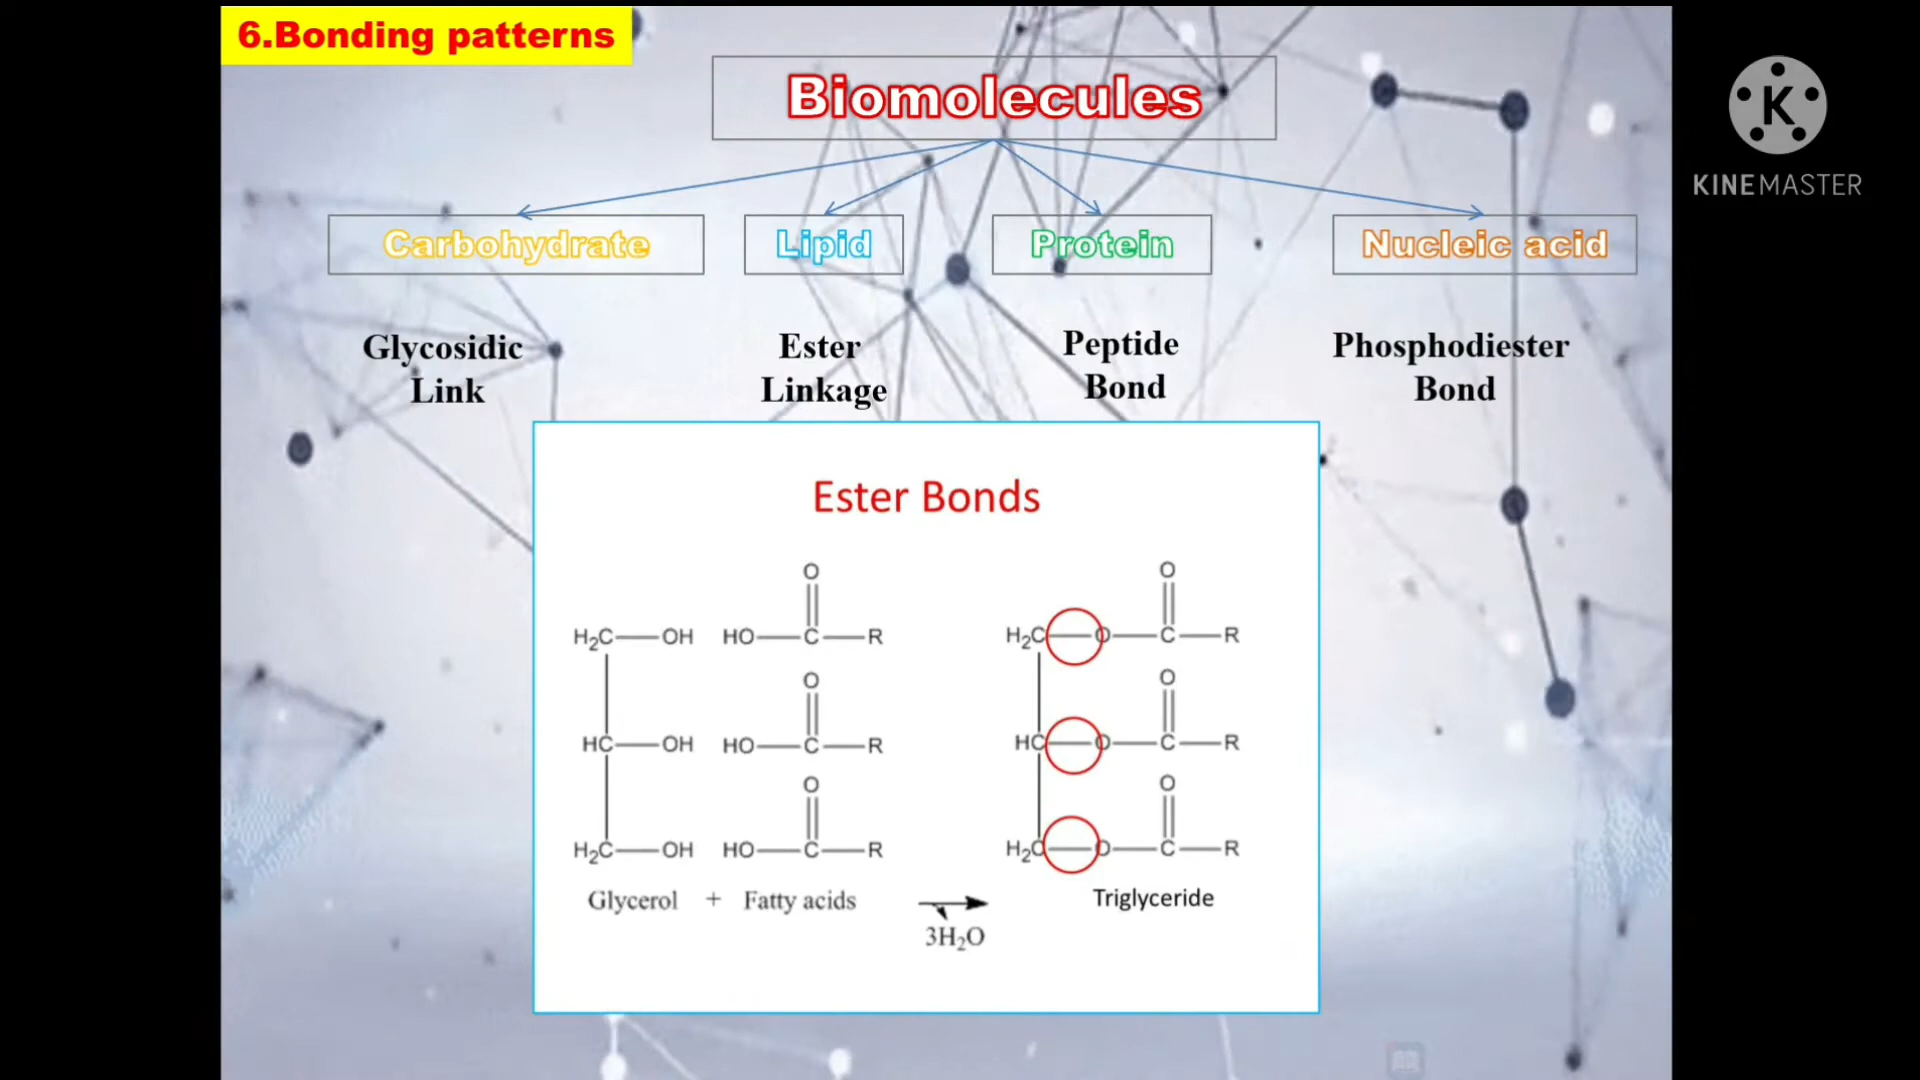 6.Bonding patterns
Biomolecules
K
KINEMASTER
Carbohydrate
Lipid
Protein
Nucleic acid
Glycosidic
Link
Ester
Linkage
Peptide
Bond
Phosphodiester
Bond
Ester Bonds
O
O
H₂C—OH HO—C—R
H₂C—O—C—R
O
O
HC—OH HO—C—R
HC—O—C—R
O
O
H₂C—OH HO—C—R
H₂C—O—C—R
Glycerol + Fatty acids
Triglyceride
3H₂O